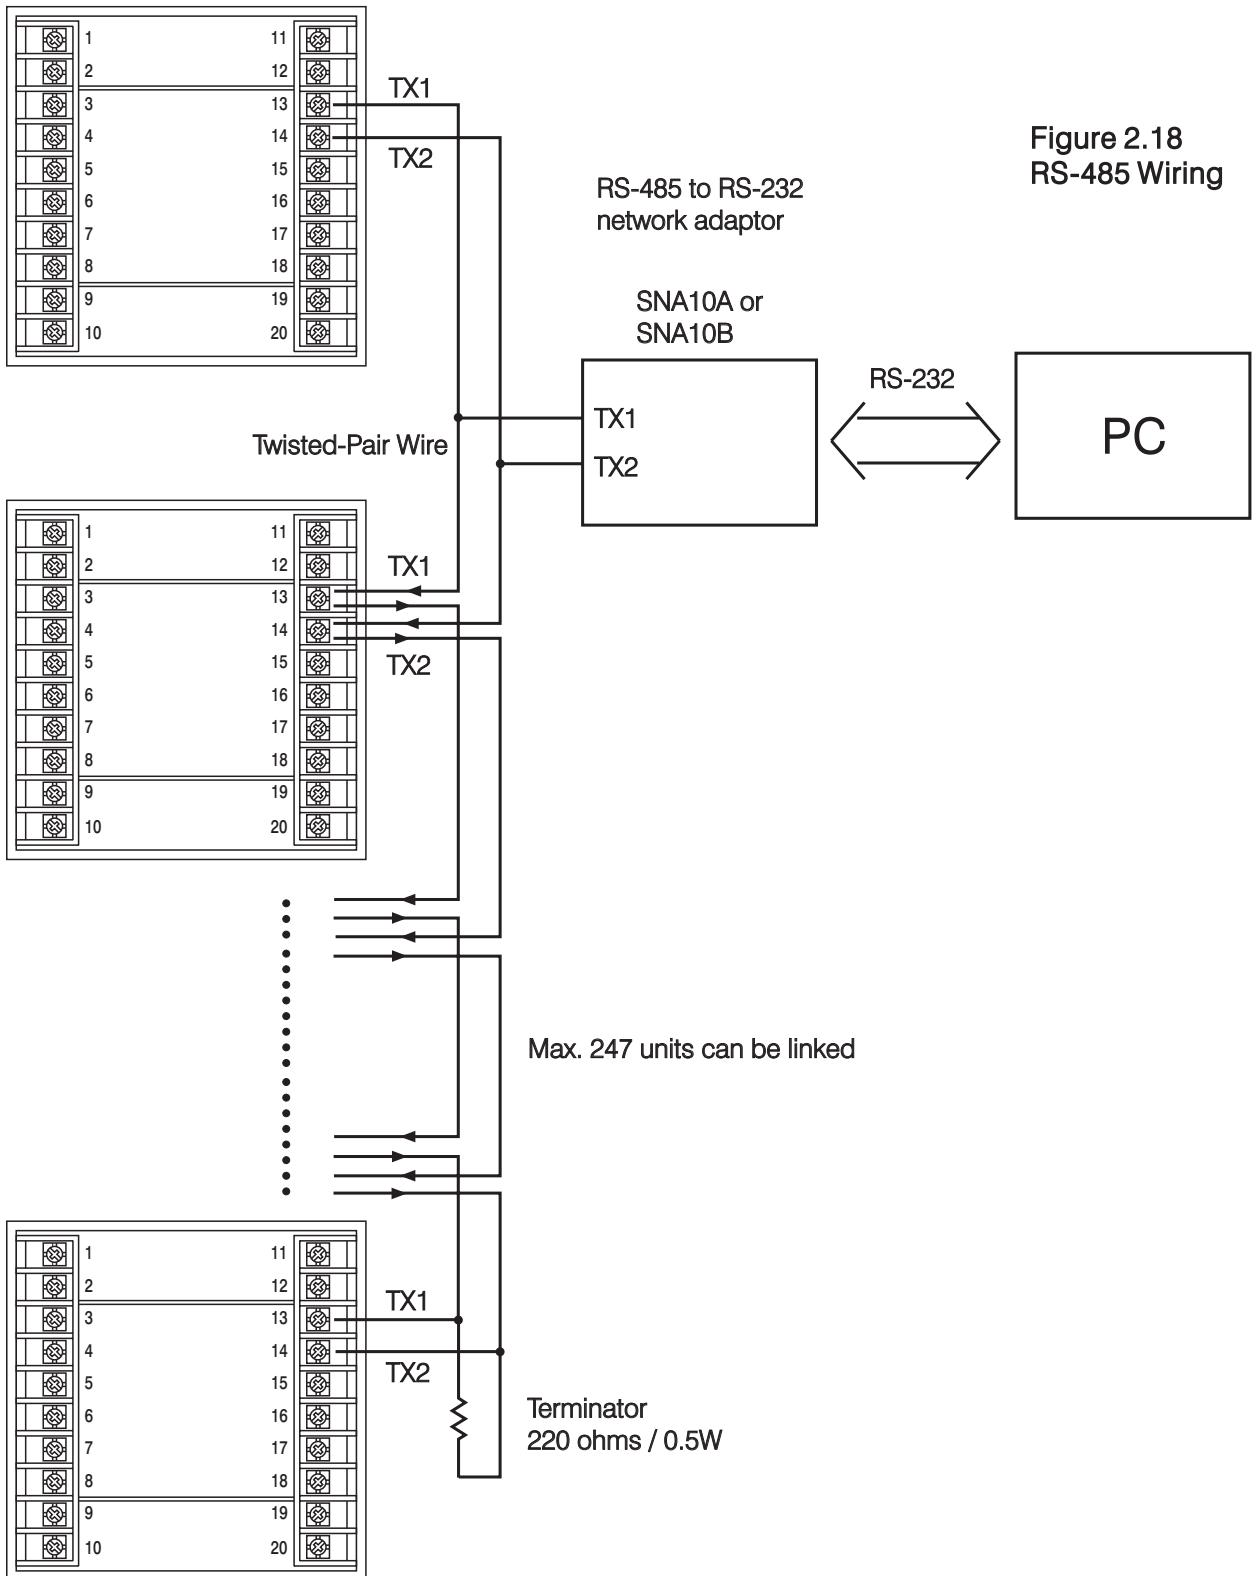 1 11
2 12
3 13
4 14
5 15
6 16
7 17
8 18
9 19
10 20
TX1
TX2
Figure 2.18
RS-485 Wiring
RS-485 to RS-232
network adaptor
SNA10A or
SNA10B
TX1
TX2
RS-232
PC
Twisted-Pair Wire
1 11
2 12
3 13
4 14
5 15
6 16
7 17
8 18
9 19
10 20
TX1
TX2
Max. 247 units can be linked
1 11
2 12
3 13
4 14
5 15
6 16
7 17
8 18
9 19
10 20
TX1
TX2
Terminator
220 ohms / 0.5W